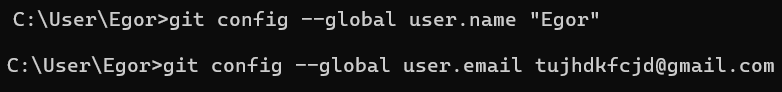 C:\User\Egor>git config --global user.name "Egor"
C:\User\Egor>git config --global user.email tujhdkfcjd@gmail.com